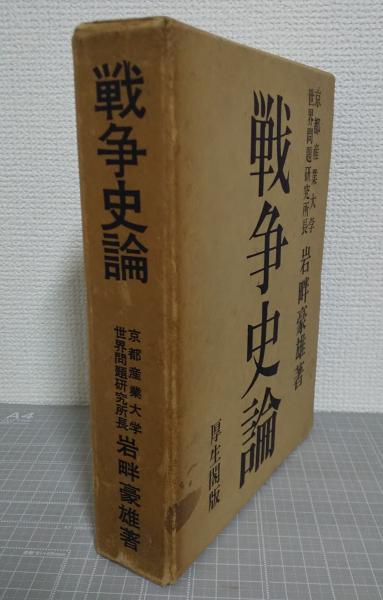 京都産業大学
世界問題研究所長
岩畔豪雄著
戦争史論
厚生閣版
戦争史論
京都産業大学
世界問題研究所長
岩畔豪雄著
A4